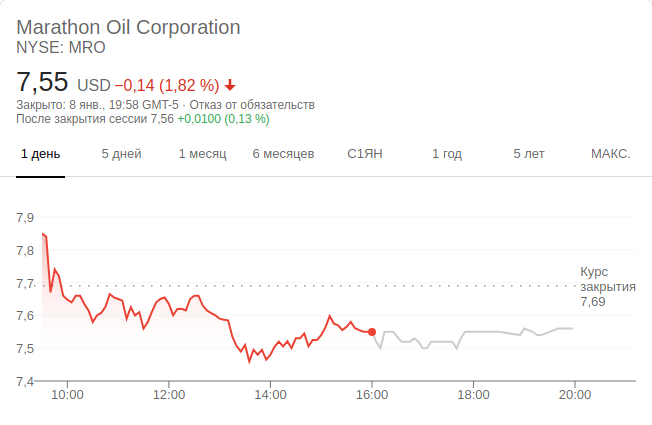 Marathon Oil Corporation
NYSE: MRO
7,55 USD −0,14 (1,82 %)
Закрыто: 8 янв., 19:58 GMT-5 · Отказ от обязательств
После закрытия сессии 7,56 +0,0100 (0,13 %)
1 день 5 дней 1 месяц 6 месяцев С1ЯН 1 год 5 лет МАКС.
7,9
7,8
7,7
7,6
7,5
7,4
Курс
закрытия
7,69
10:00 12:00 14:00 16:00 18:00 20:00